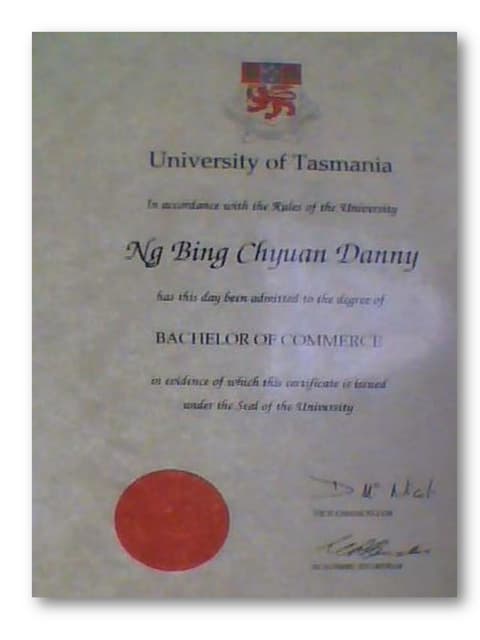 University of Tasmania
In accordance with the Rules of the University
Ng Bing Chyuan Danny
has this day been admitted to the degree of
BACHELOR OF COMMERCE
in evidence of which this certificate is issued
under the Seal of the University
VICE-CHANCELLOR